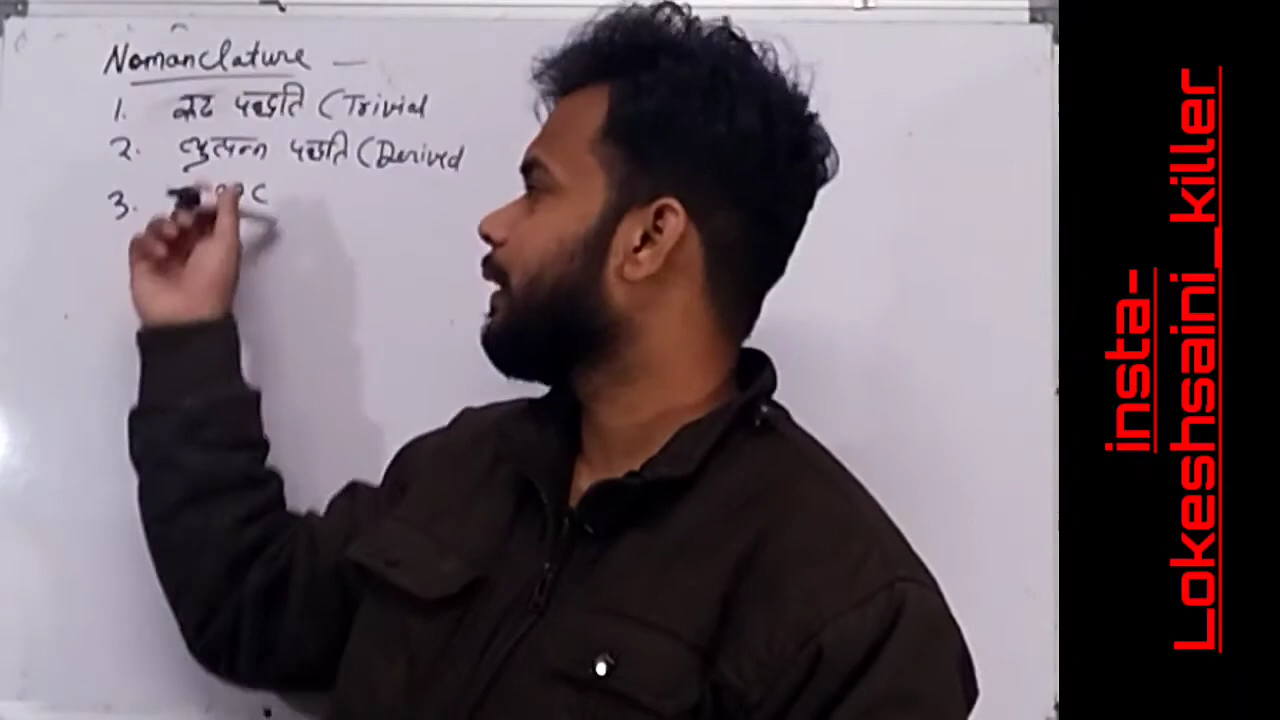 Nomanclature —
1. रूढ पद्धति (Trivial
2. व्युत्पन्न पद्धति (Derived
3.
insta-
Lokeshsaini_killer